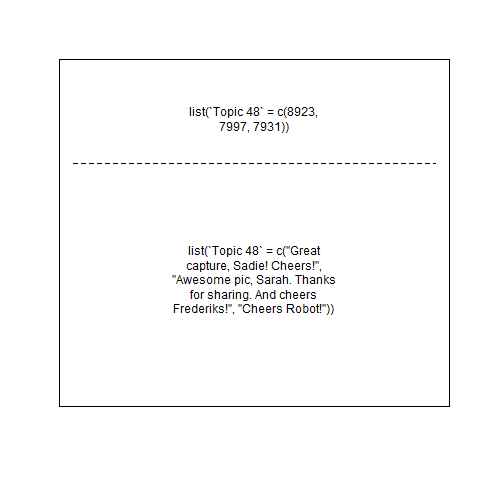 list(`Topic 48` = c(8923,
7997, 7931))
list(`Topic 48` = c("Great
capture, Sadie! Cheers!",
"Awesome pic, Sarah. Thanks
for sharing. And cheers
Frederiks!", "Cheers Robot!"))